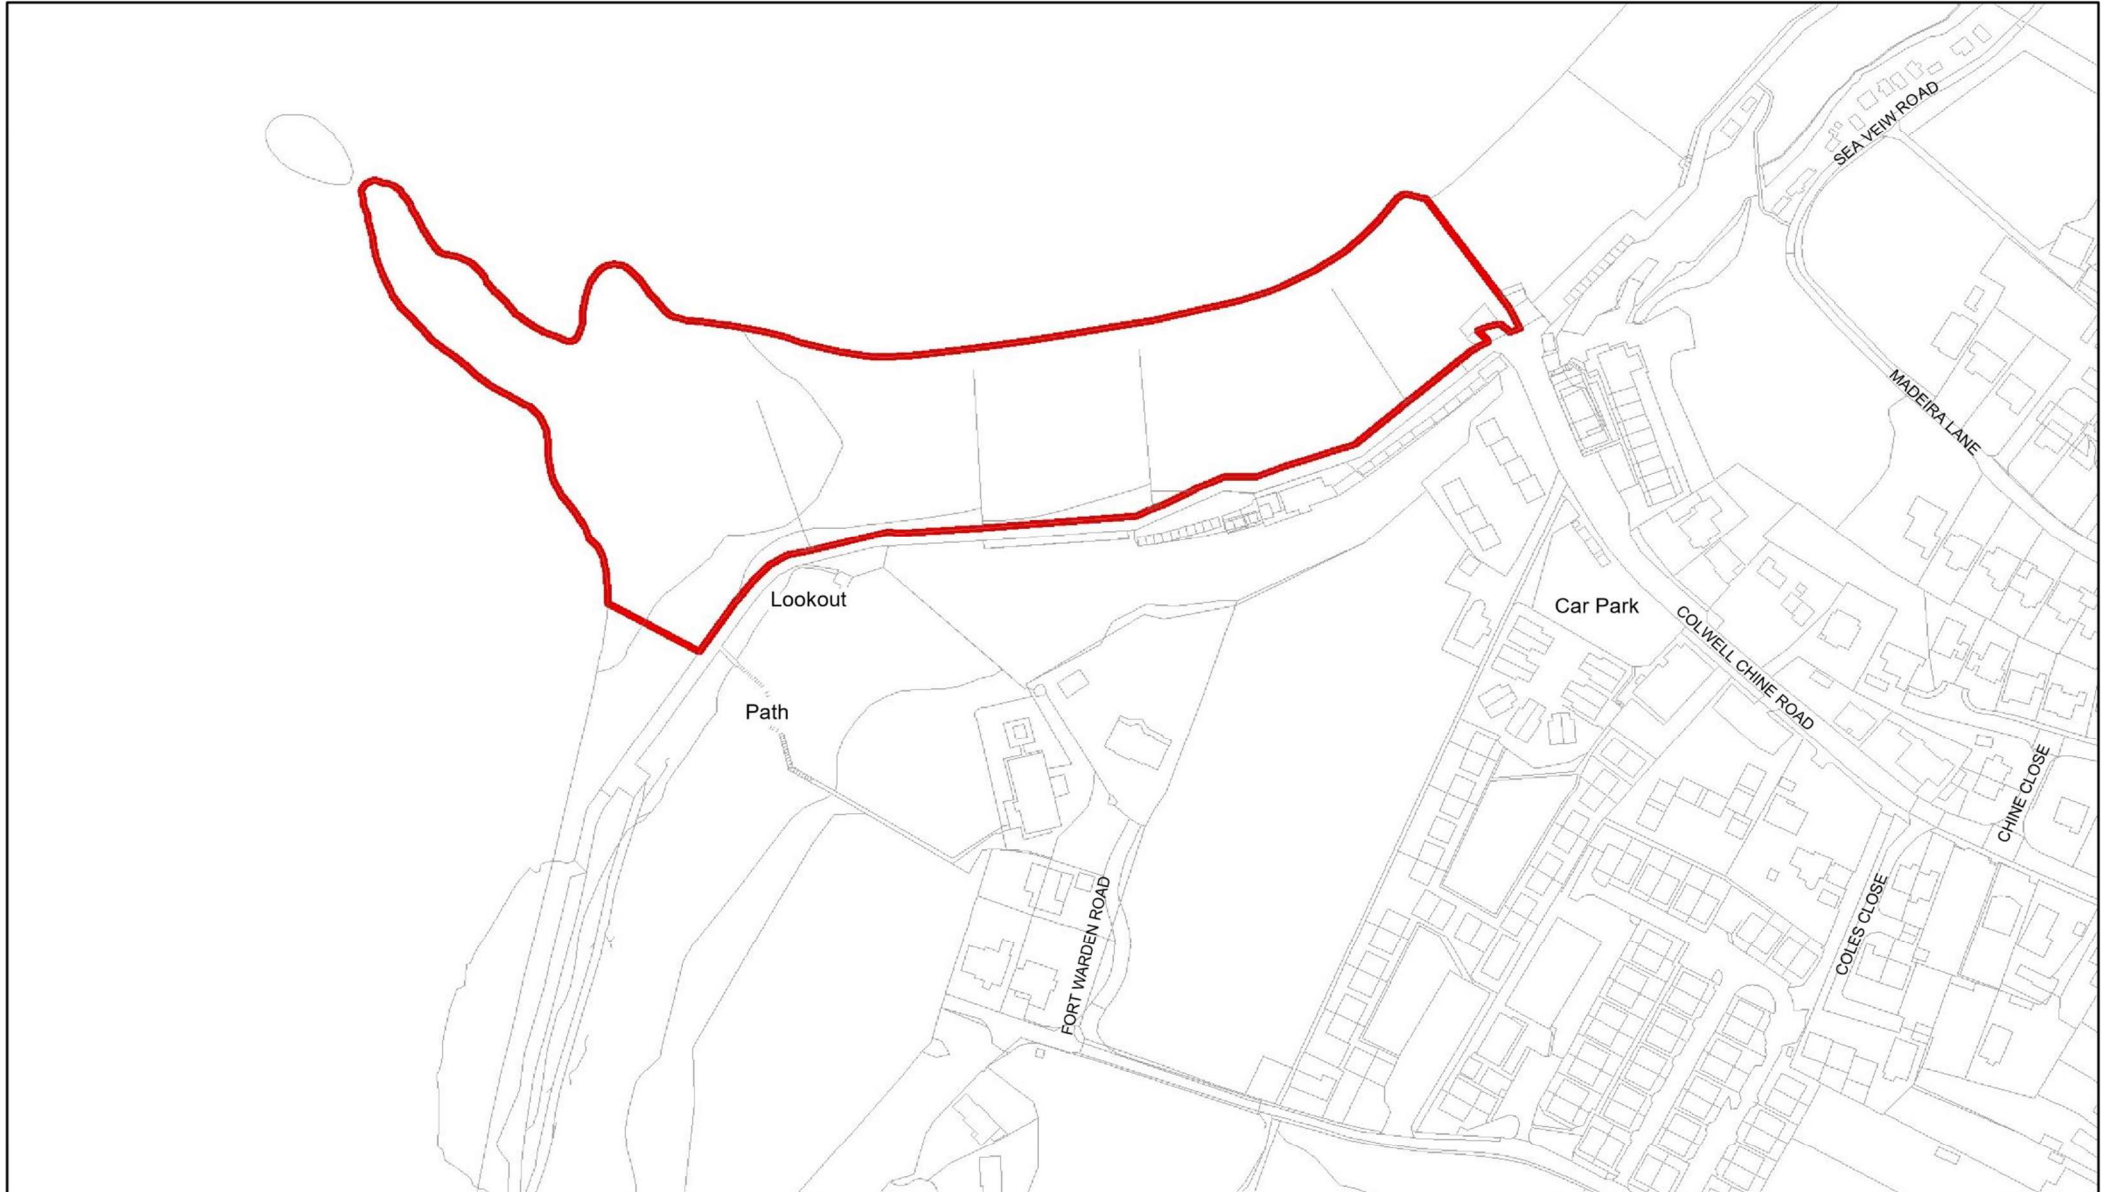 SEA VEIW ROAD
MADEIRA LANE
Lookout
Car Park
COLWELL CHINE ROAD
Path
CHINE CLOSE
COLES CLOSE
FORT WARDEN ROAD